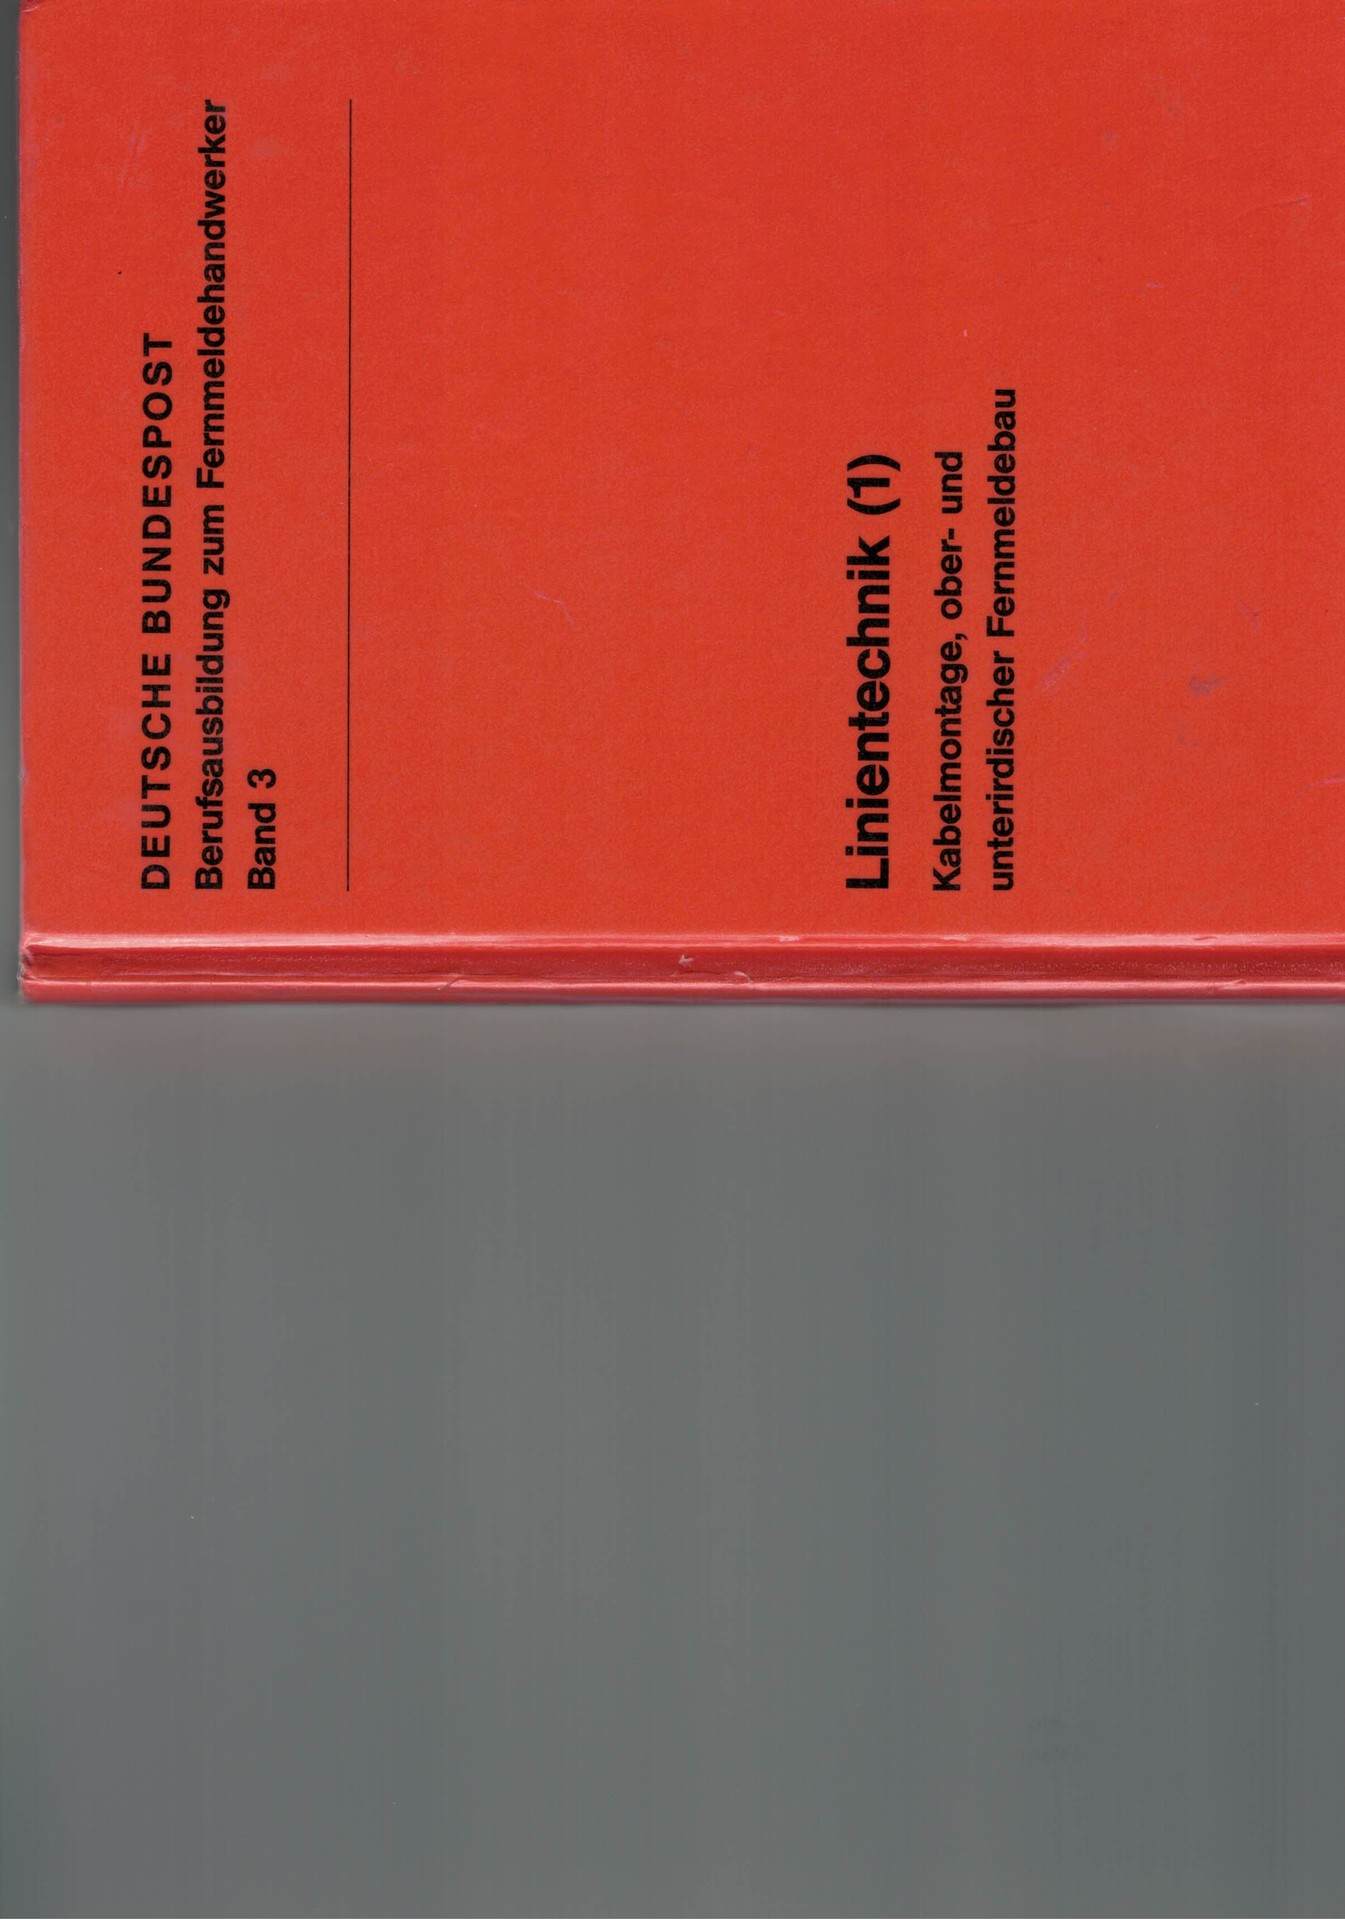 DEUTSCHE BUNDESPOST
Berufsausbildung zum Fernmeldehandwerker
Band 3
Linientechnik (1)
Kabelmontage, ober- und
unterirdischer Fernmeldebau